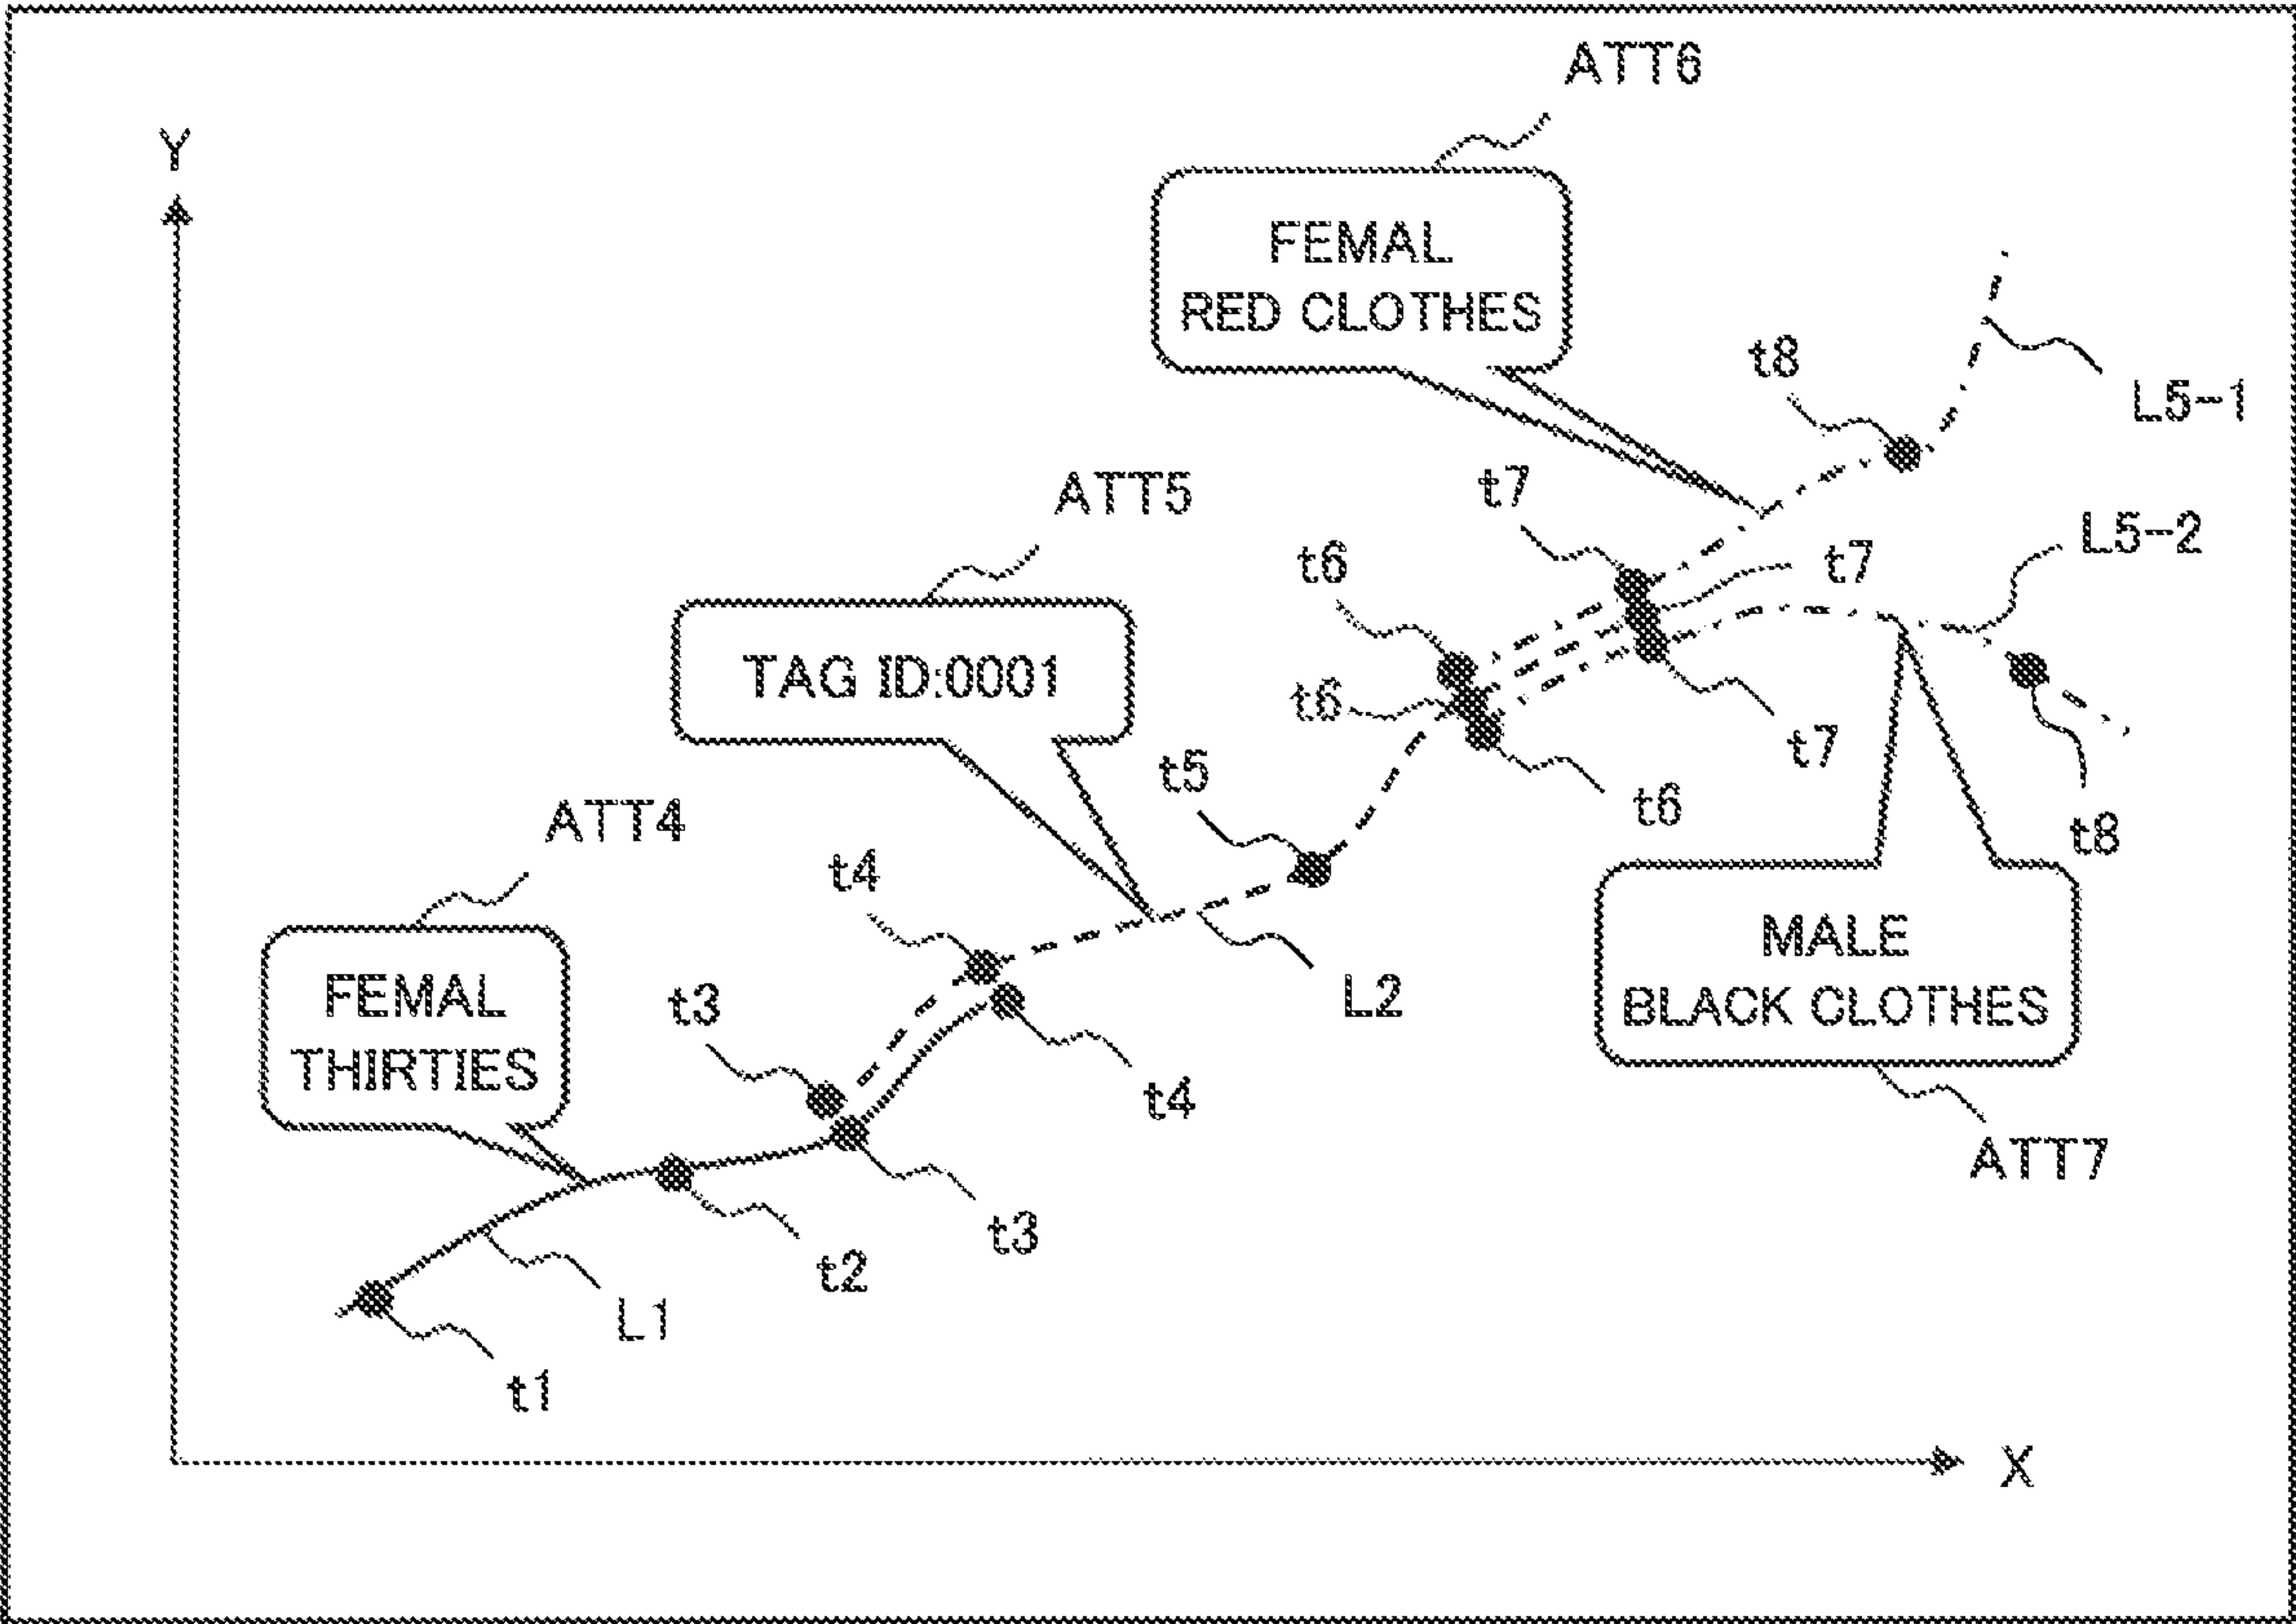 ATT6
Y
FEMAL
RED CLOTHES
t8
L5-1
ATT5
t7
L5-2
t6
t7
TAG ID:0001
t6
t7
t5
t6
t8
ATT4
t4
MALE
BLACK CLOTHES
FEMAL
THIRTIES
t3
L2
t4
ATT7
t3
t2
L1
t1
X